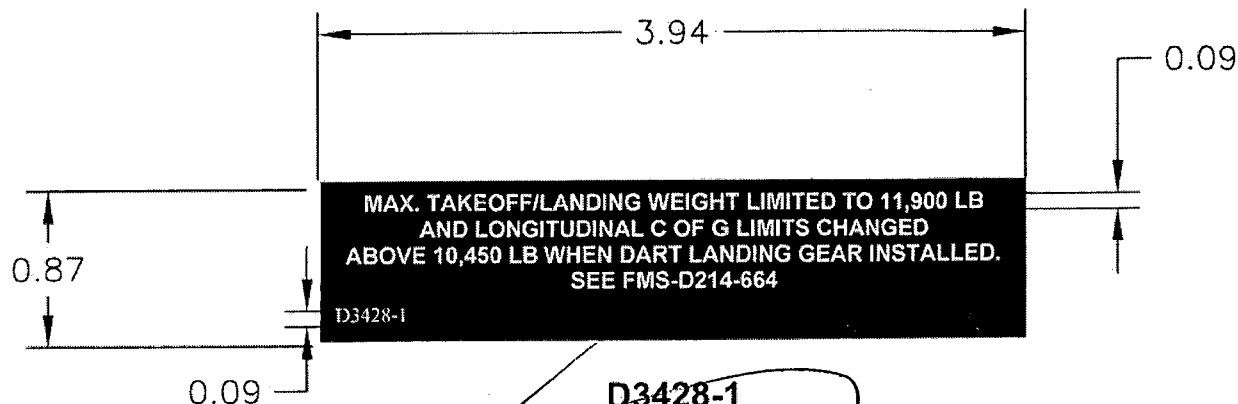 3.94
0.09
MAX. TAKEOFF/LANDING WEIGHT LIMITED TO 11,900 LB
AND LONGITUDINAL C OF G LIMITS CHANGED
ABOVE 10,450 LB WHEN DART LANDING GEAR INSTALLED.
SEE FMS-D214-664
0.87
D3428-1
0.09
D3428-1